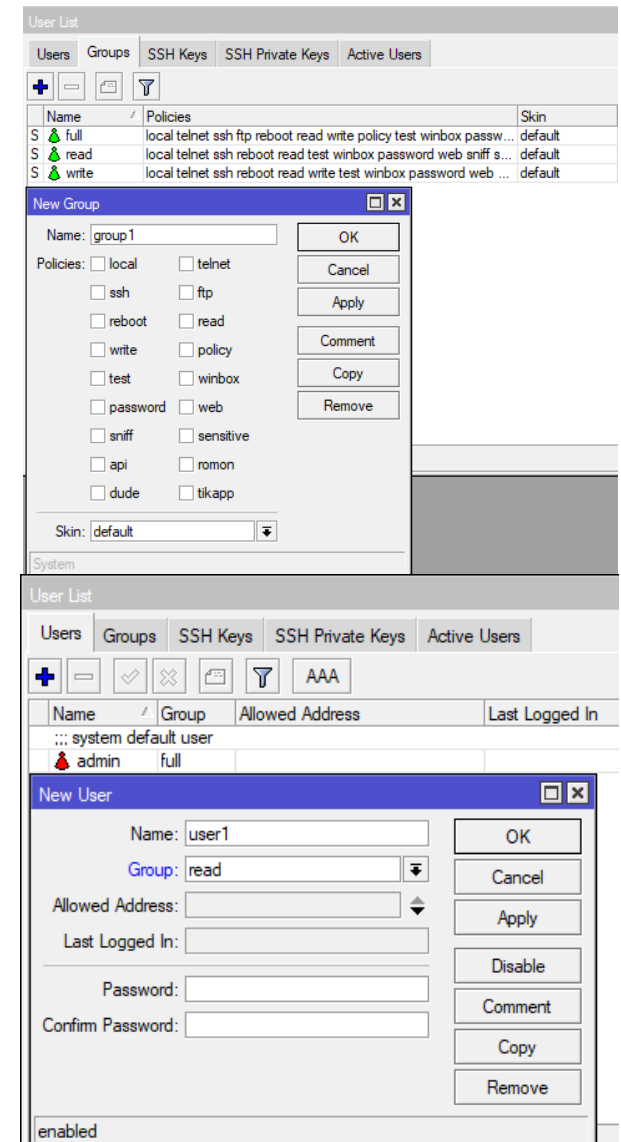 User List
Users Groups SSH Keys SSH Private Keys Active Users
Name Policies Skin
S full local telnet ssh ftp reboot read write policy test winbox passw... default
S read local telnet ssh reboot read test winbox password web sniff s... default
S write local telnet ssh reboot read write test winbox password web ... default
New Group
Name: group1 OK
Policies: local telnet Cancel
ssh ftp Apply
reboot read
write policy Comment
test winbox Copy
password web Remove
sniff sensitive
api romon
dude tikapp
Skin: default
System
User List
Users Groups SSH Keys SSH Private Keys Active Users
AAA
Name Group Allowed Address Last Logged In
;;; system default user
admin full
New User
Name: user1 OK
Group: read Cancel
Allowed Address: Apply
Last Logged In:
Disable
Password:
Comment
Confirm Password:
Copy
Remove
enabled